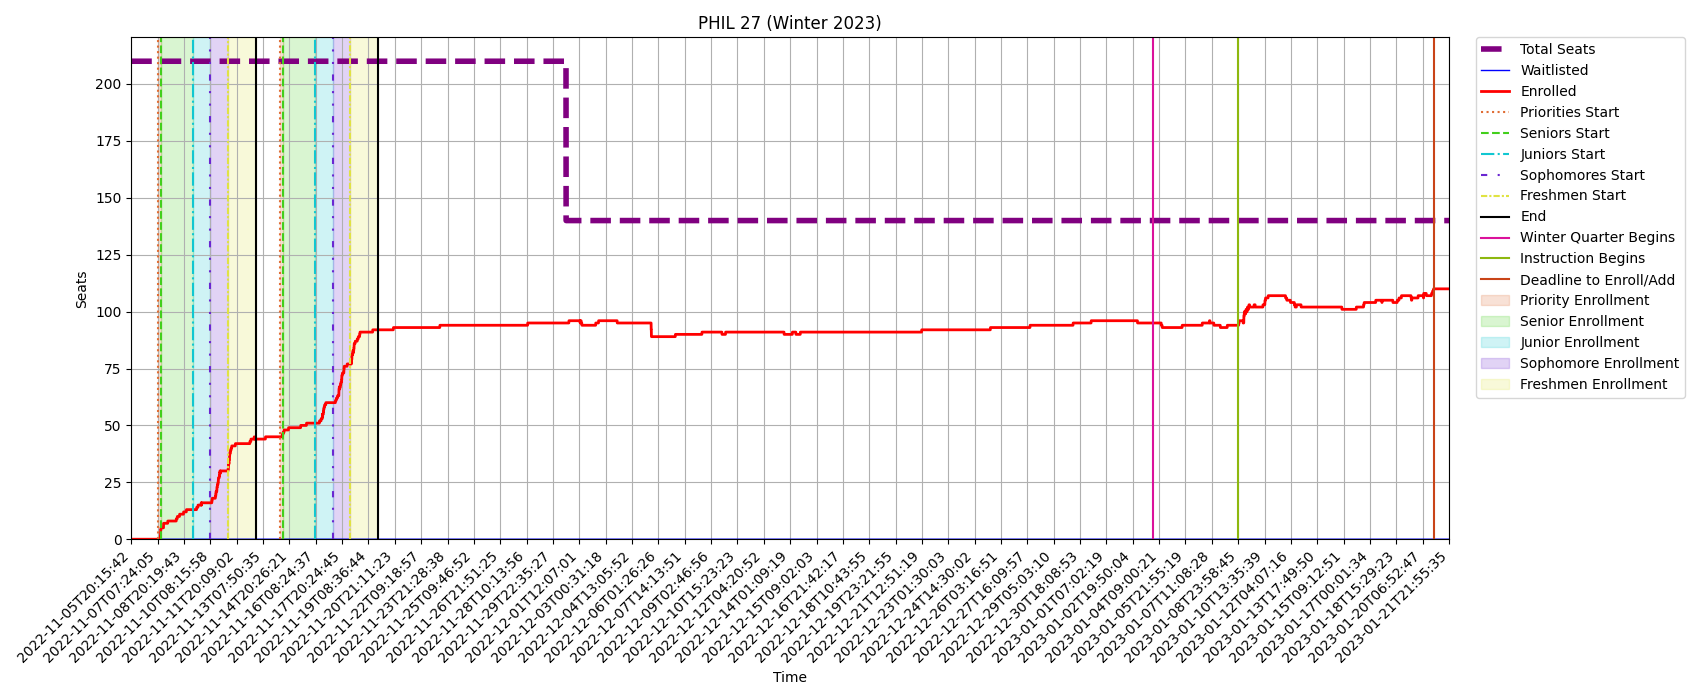 PHIL 27 (Winter 2023)
Seats
200
175
150
125
100
75
50
25
0
2022-11-05T20:15:42
2022-11-07T07:24:05
2022-11-08T20:19:43
2022-11-10T08:15:58
2022-11-11T20:09:02
2022-11-13T07:50:35
2022-11-14T20:26:21
2022-11-16T08:24:37
2022-11-17T20:24:45
2022-11-19T08:36:44
2022-11-20T21:11:23
2022-11-22T09:18:57
2022-11-23T21:28:38
2022-11-25T09:46:52
2022-11-26T21:51:25
2022-11-28T10:13:56
2022-11-29T22:35:27
2022-12-01T12:07:01
2022-12-03T00:31:18
2022-12-04T13:05:52
2022-12-06T01:26:26
2022-12-07T14:13:51
2022-12-09T02:46:56
2022-12-10T15:23:23
2022-12-12T04:20:52
2022-12-14T01:09:19
2022-12-15T09:02:03
2022-12-16T21:42:17
2022-12-18T10:43:55
2022-12-19T23:21:55
2022-12-21T12:51:19
2022-12-23T01:30:03
2022-12-24T14:30:02
2022-12-26T03:16:51
2022-12-27T16:09:57
2022-12-29T05:03:10
2022-12-30T18:08:53
2023-01-01T07:02:19
2023-01-02T19:50:04
2023-01-04T09:00:21
2023-01-05T21:55:19
2023-01-07T11:08:28
2023-01-08T23:58:45
2023-01-10T13:35:39
2023-01-12T04:07:16
2023-01-13T17:49:50
2023-01-15T09:12:51
2023-01-17T00:01:34
2023-01-18T15:29:23
2023-01-20T06:52:47
2023-01-21T21:55:35
Time
Total Seats
Waitlisted
Enrolled
Priorities Start
Seniors Start
Juniors Start
Sophomores Start
Freshmen Start
End
Winter Quarter Begins
Instruction Begins
Deadline to Enroll/Add
Priority Enrollment
Senior Enrollment
Junior Enrollment
Sophomore Enrollment
Freshmen Enrollment